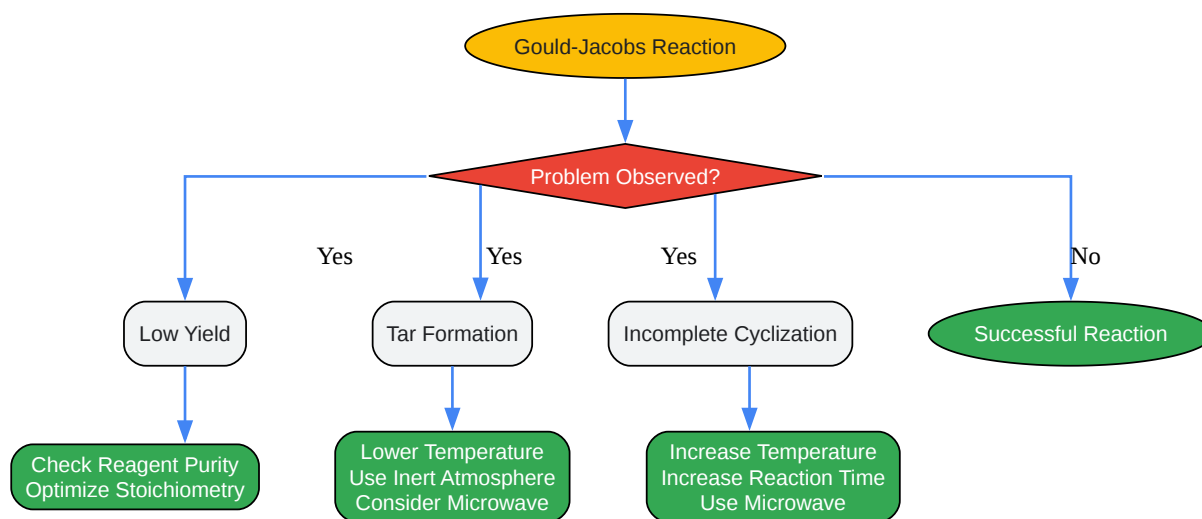 Gould-Jacobs Reaction
Problem Observed?
Yes
Yes
Yes
No
Low Yield
Tar Formation
Incomplete Cyclization
Successful Reaction
Check Reagent Purity
Optimize Stoichiometry
Lower Temperature
Use Inert Atmosphere
Consider Microwave
Increase Temperature
Increase Reaction Time
Use Microwave